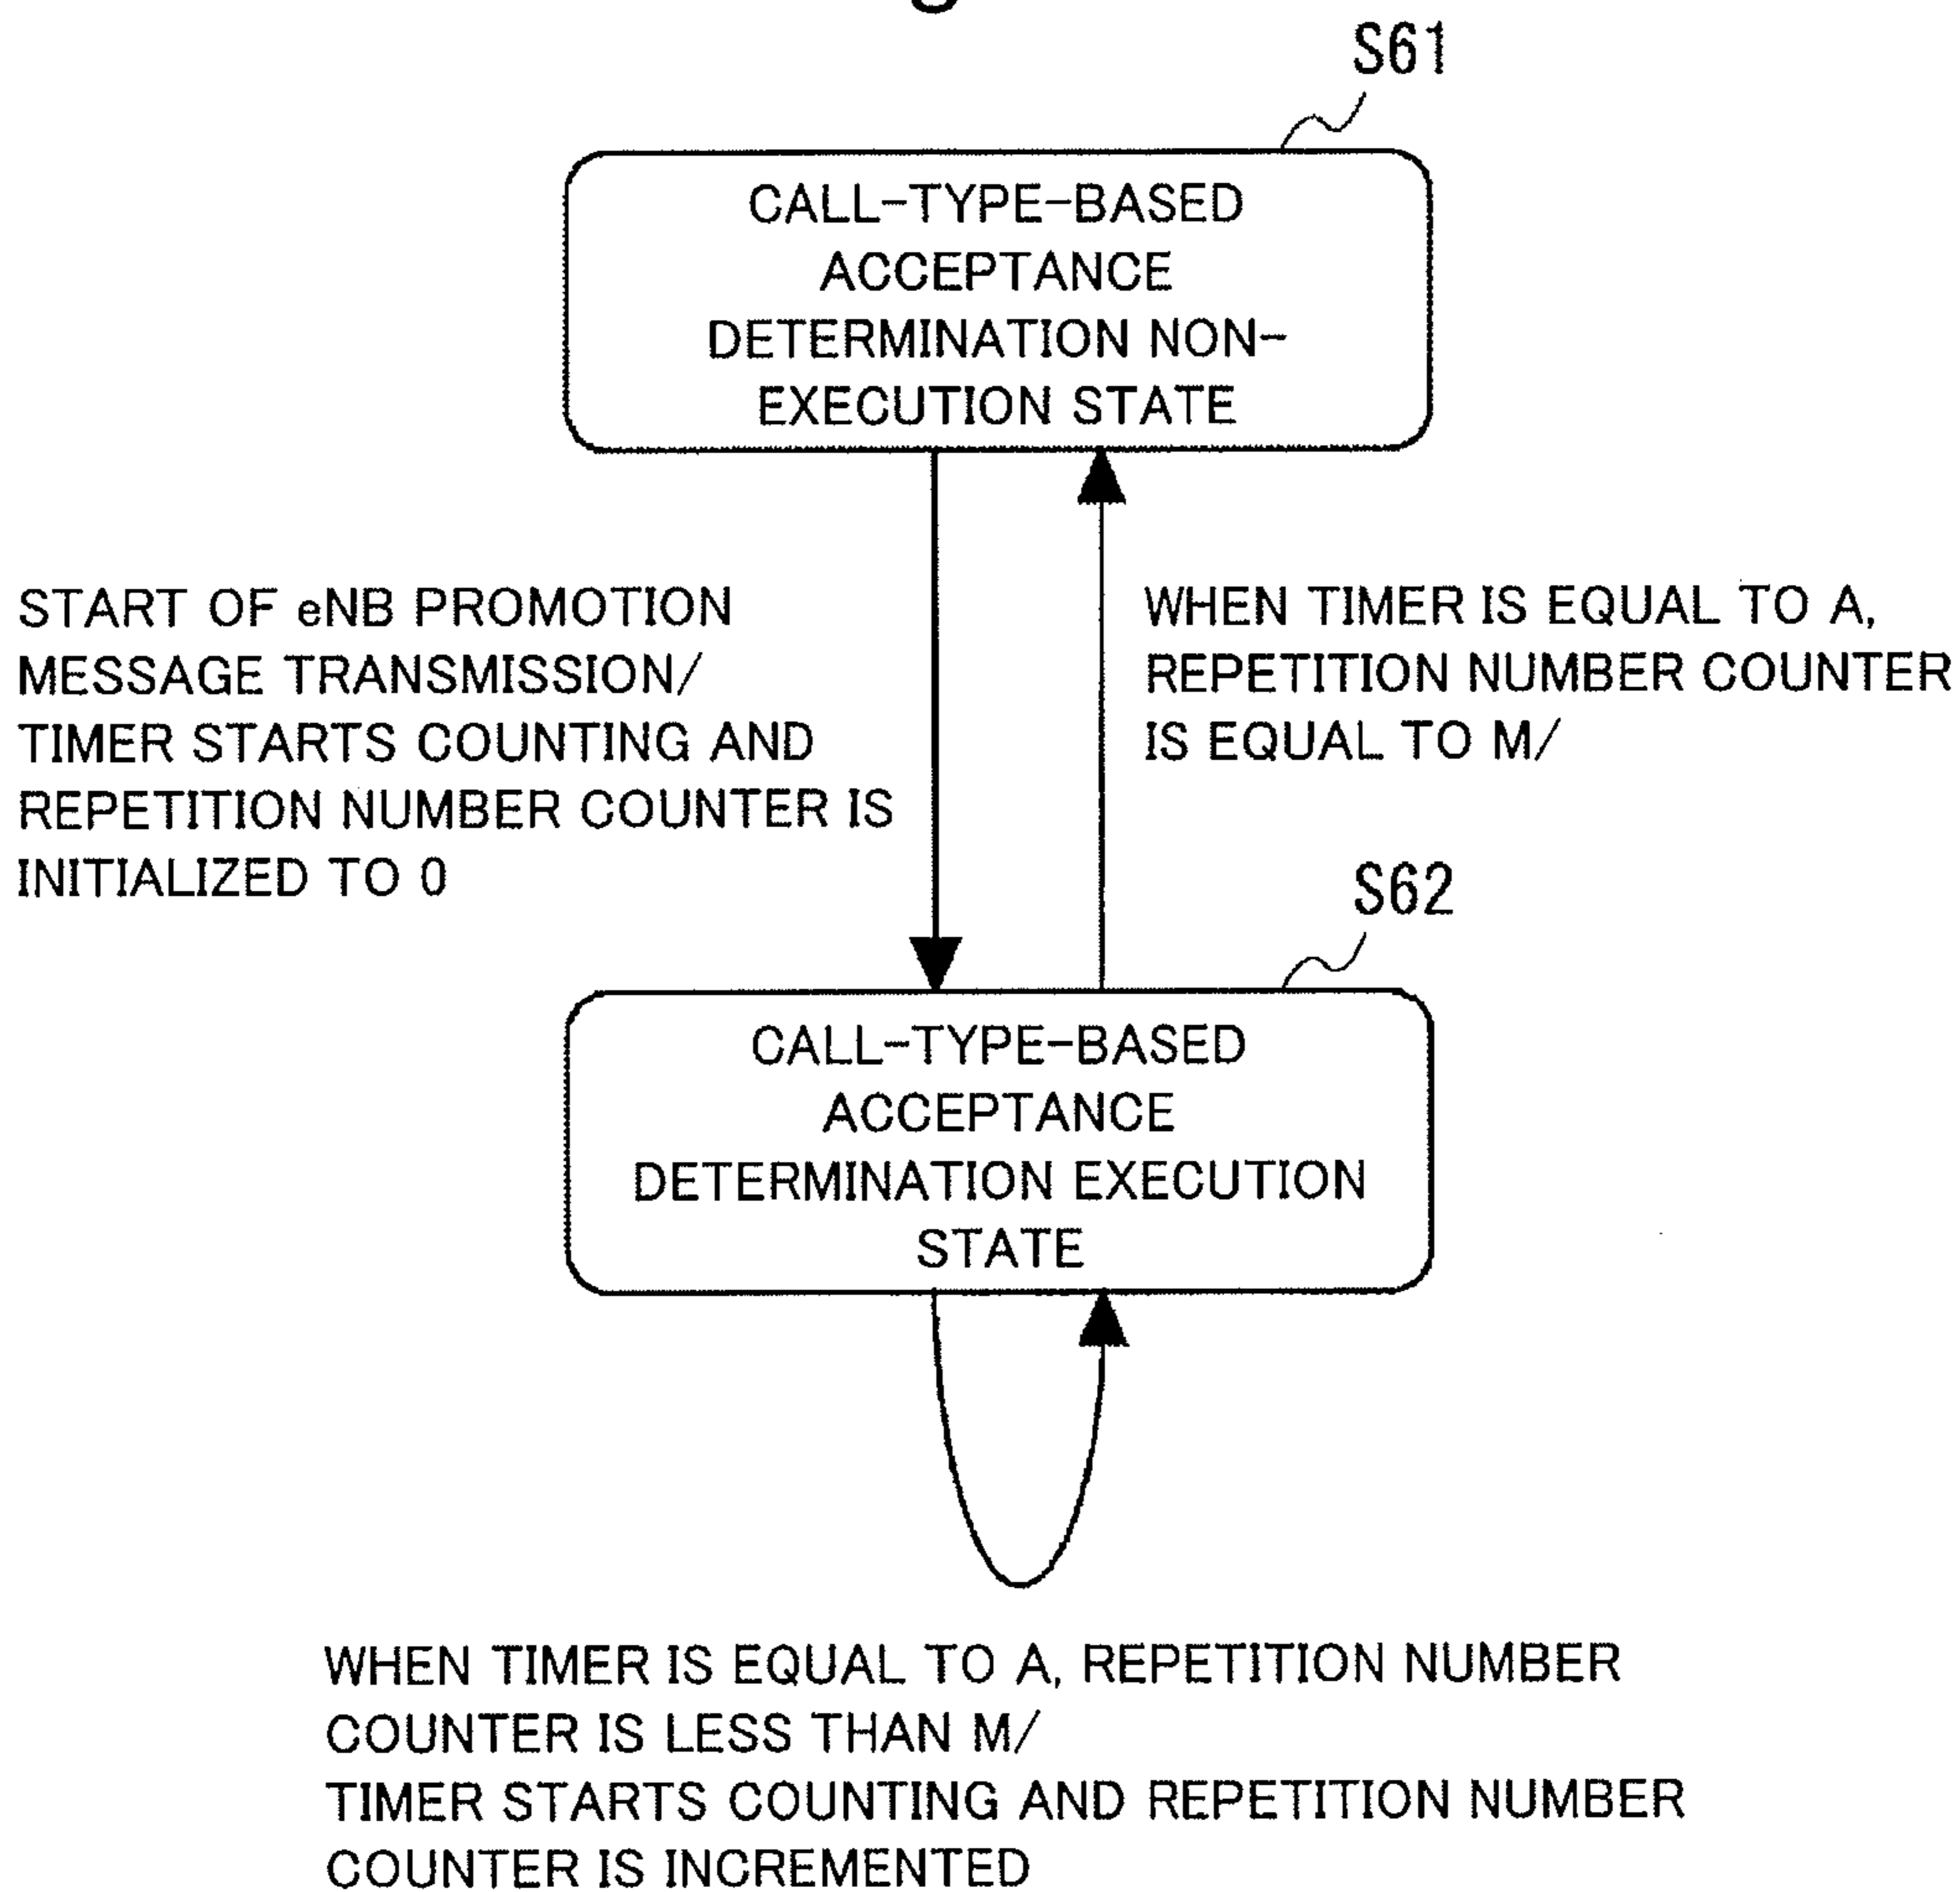 S61
CALL-TYPE-BASED
ACCEPTANCE
DETERMINATION NON-
EXECUTION STATE
START OF eNB PROMOTION
MESSAGE TRANSMISSION/
TIMER STARTS COUNTING AND
REPETITION NUMBER COUNTER IS
INITIALIZED TO 0
WHEN TIMER IS EQUAL TO A,
REPETITION NUMBER COUNTER
IS EQUAL TO M/
S62
CALL-TYPE-BASED
ACCEPTANCE
DETERMINATION EXECUTION
STATE
WHEN TIMER IS EQUAL TO A, REPETITION NUMBER
COUNTER IS LESS THAN M/
TIMER STARTS COUNTING AND REPETITION NUMBER
COUNTER IS INCREMENTED